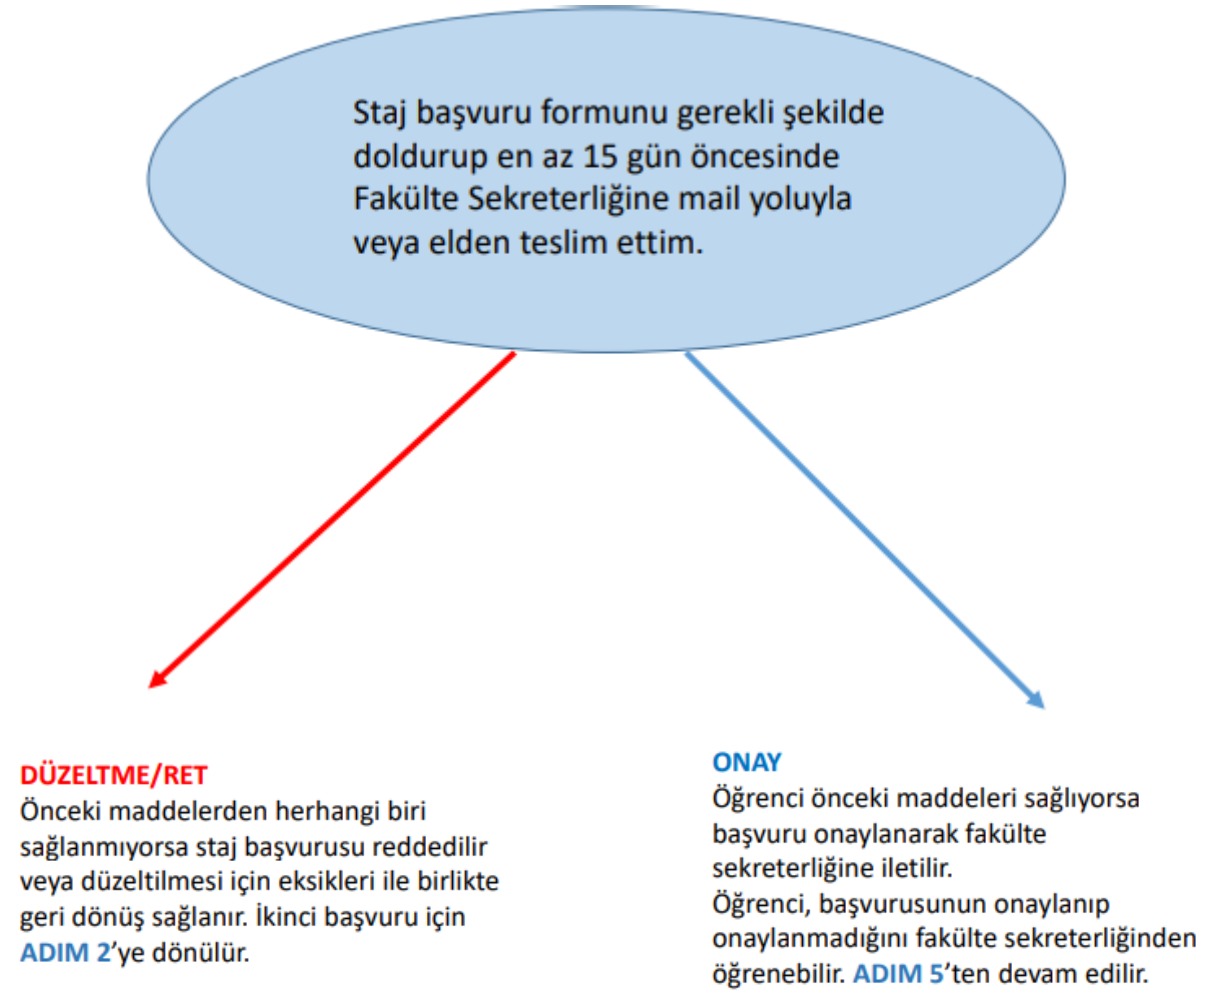 Staj başvuru formunu gerekli şekilde
doldurup en az 15 gün öncesinde
Fakülte Sekreterliğine mail yoluyla
veya elden teslim ettim.
DÜZELTME/RET
Önceki maddelerden herhangi biri
sağlanmıyorsa staj başvurusu reddedilir
veya düzeltilmesi için eksikleri ile birlikte
geri dönüş sağlanır. İkinci başvuru için
ADIM 2'ye dönülür.
ONAY
Öğrenci önceki maddeleri sağlıyorsa
başvuru onaylanarak fakülte
sekreterliğine iletilir.
Öğrenci, başvurusunun onaylanıp
onaylanmadığını fakülte sekreterliğinden
öğrenebilir. ADIM 5'ten devam edilir.